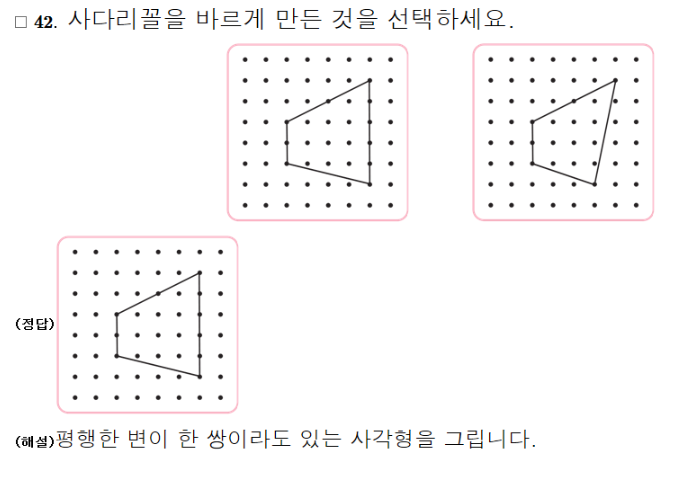 □ 42. 사다리꼴을 바르게 만든 것을 선택하세요.
(정답)
(해설)평행한 변이 한 쌍이라도 있는 사각형을 그립니다.